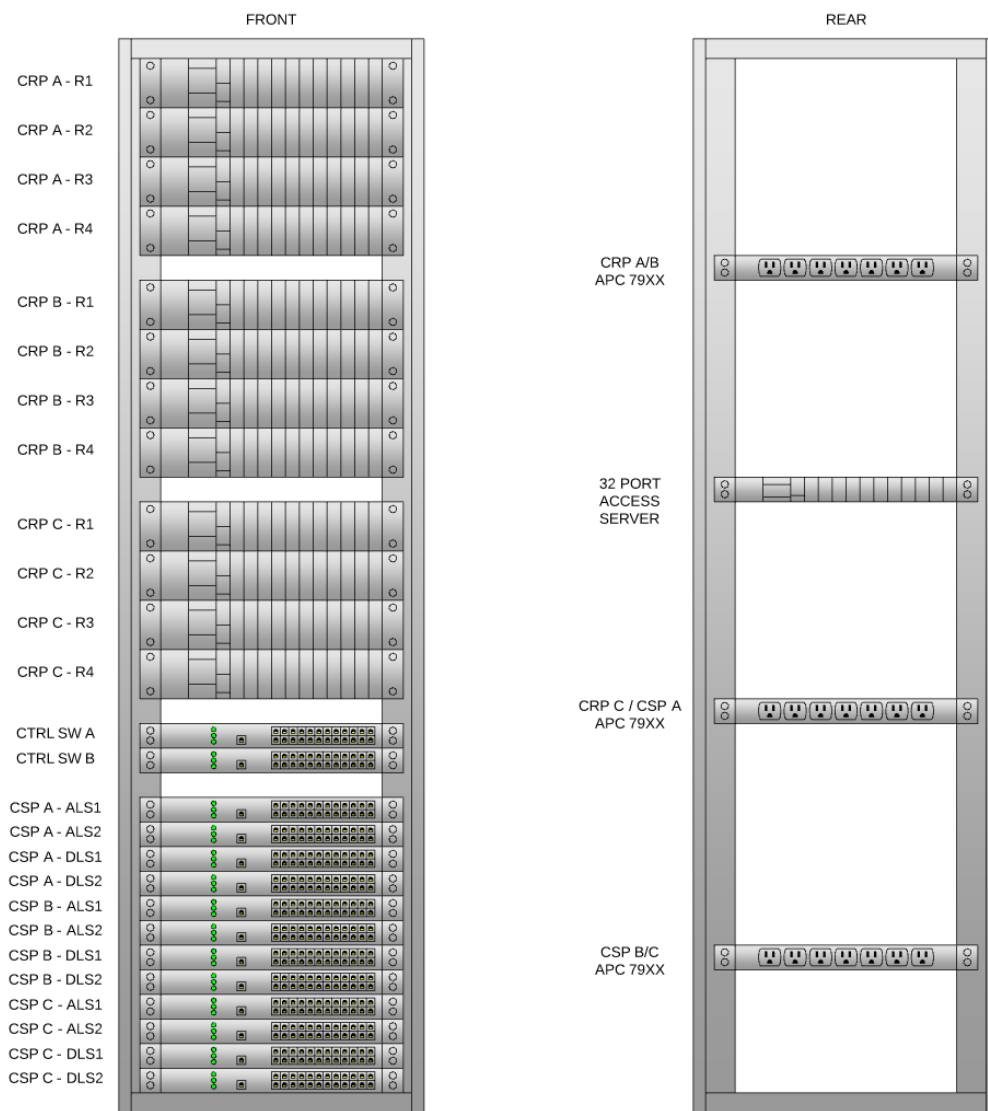 FRONT
CRP A - R1
CRP A - R2
CRP A - R3
CRP A - R4
CRP B - R1
CRP B - R2
CRP B - R3
CRP B - R4
CRP C - R1
CRP C - R2
CRP C - R3
CRP C - R4
CTRL SW A
CTRL SW B
CSP A - ALS1
CSP A - ALS2
CSP A - DLS1
CSP A - DLS2
CSP B - ALS1
CSP B - ALS2
CSP B - DLS1
CSP B - DLS2
CSP C - ALS1
CSP C - ALS2
CSP C - DLS1
CSP C - DLS2
REAR
CRP A/B
APC 79XX
32 PORT
ACCESS
SERVER
CRP C / CSP A
APC 79XX
CSP B/C
APC 79XX